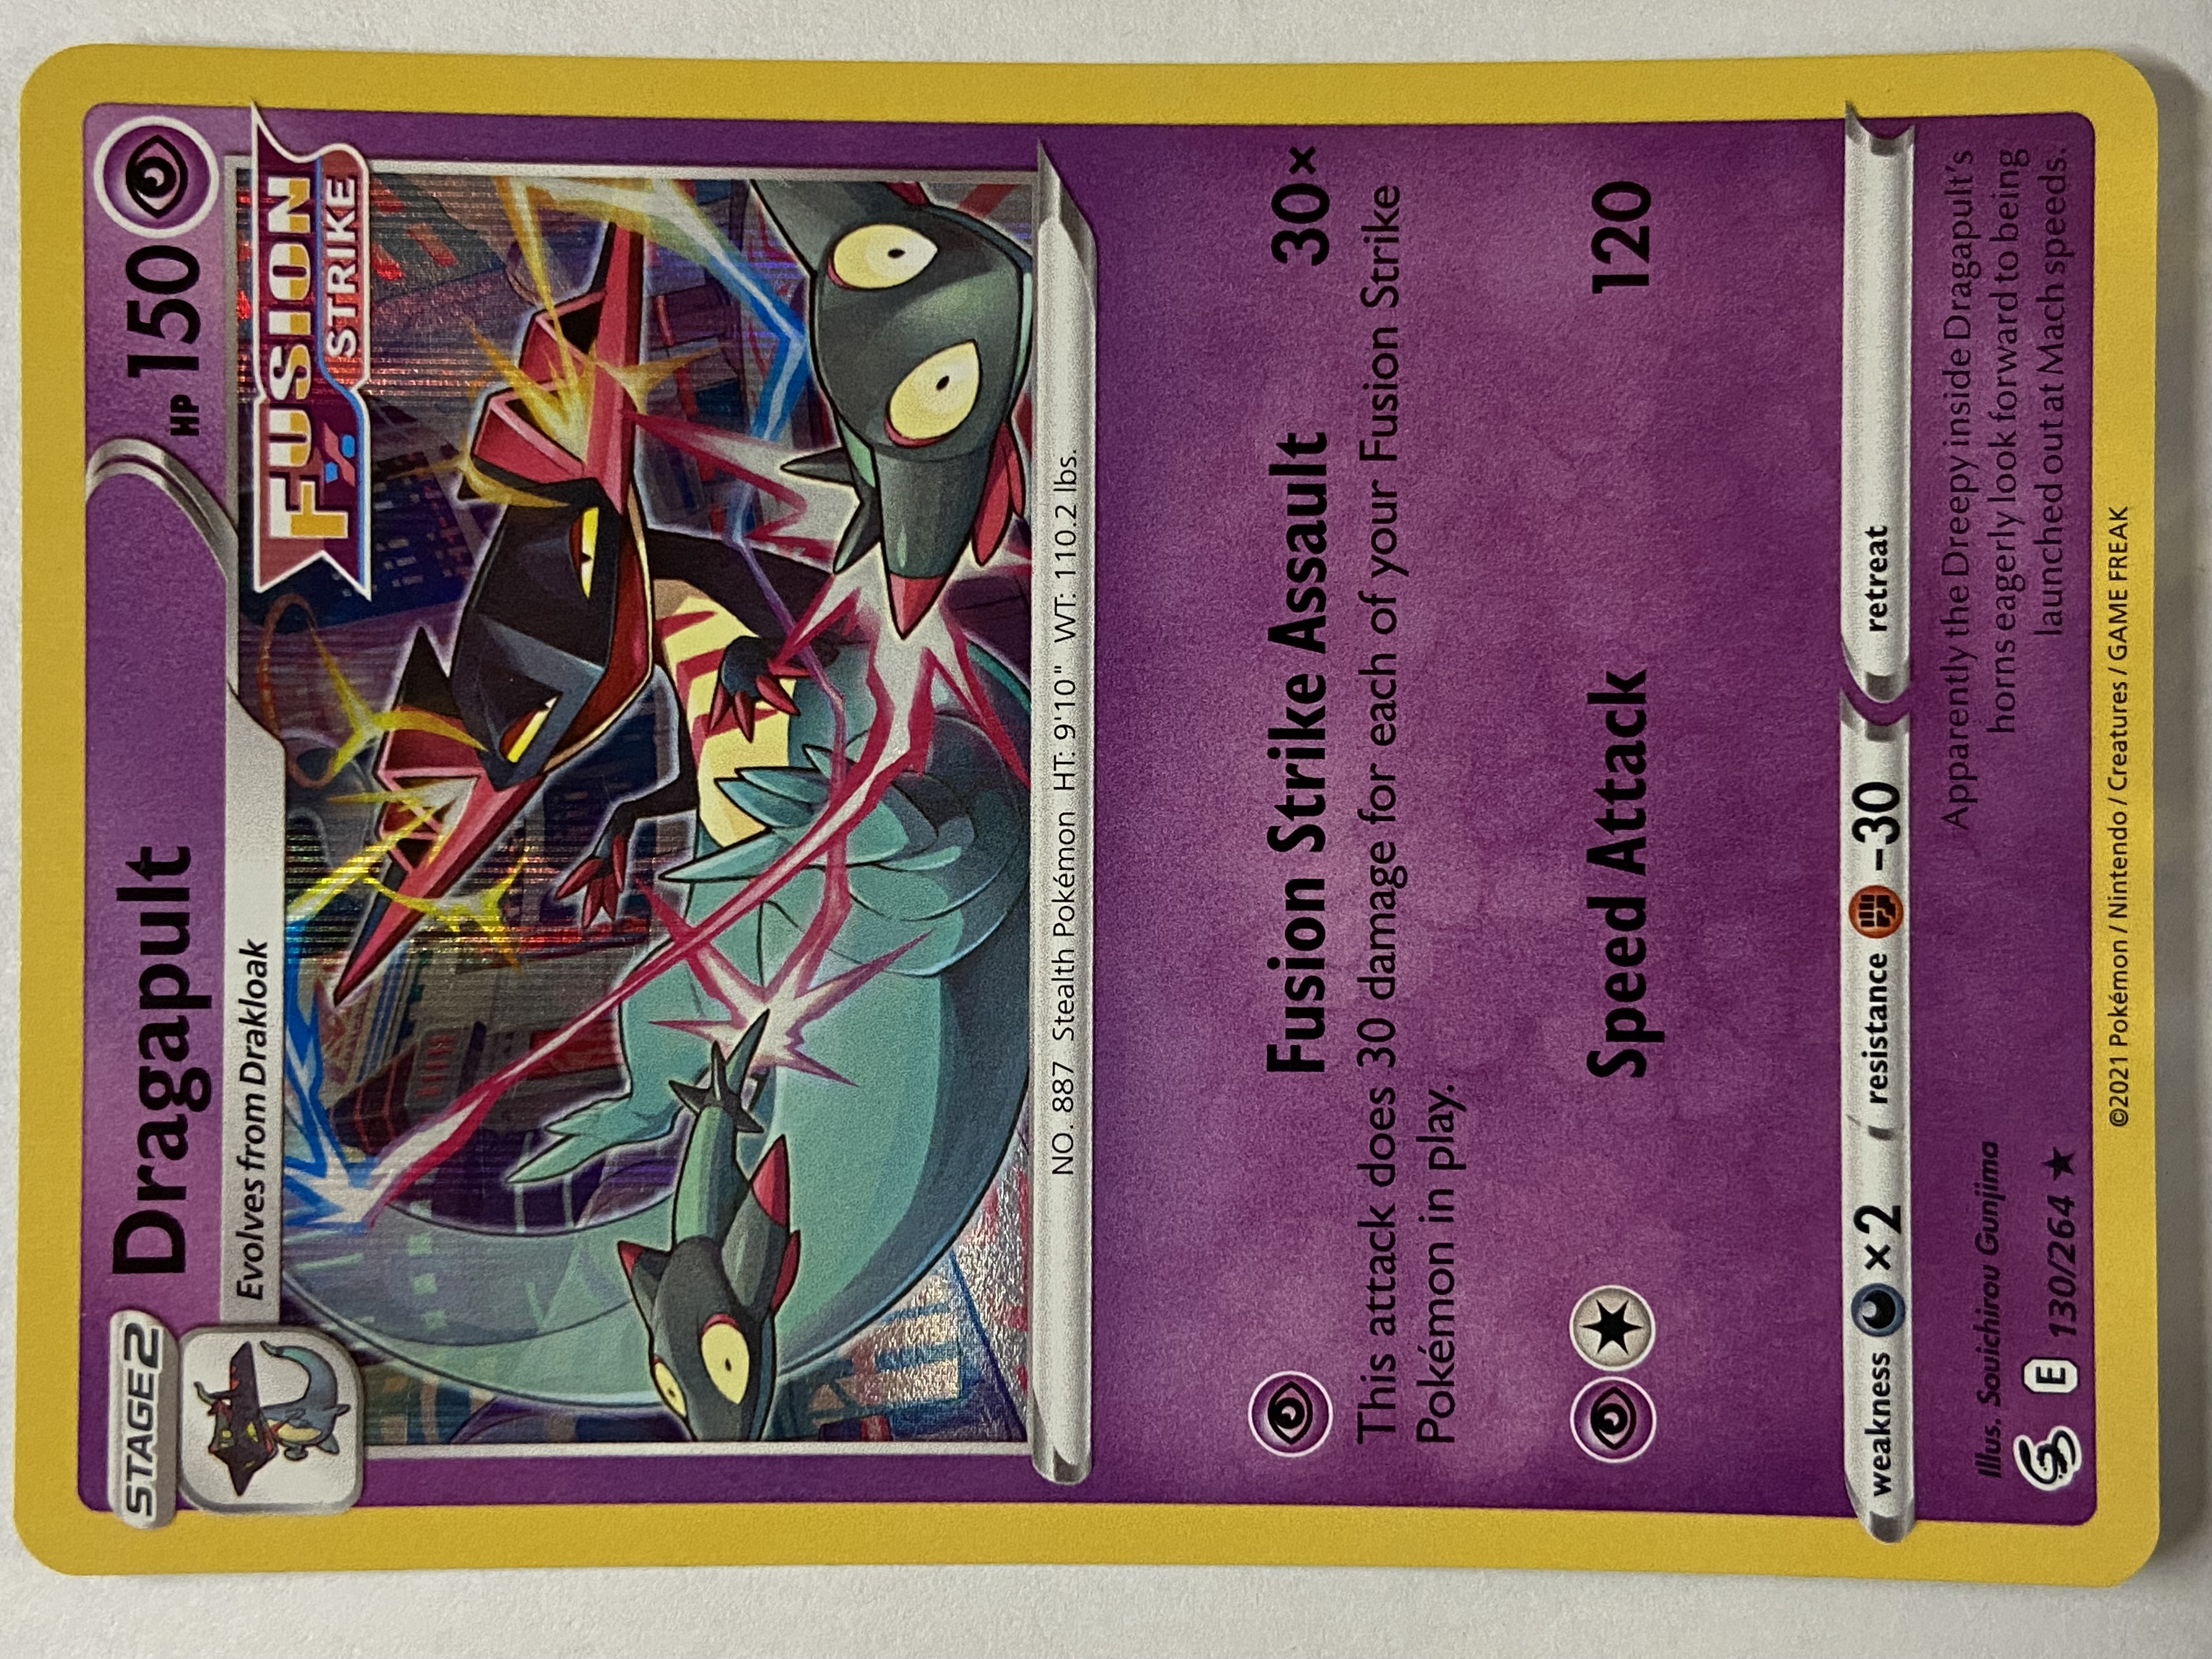 STAGE 2
Dragapult
HP 150
Evolves from Drakloak
FUSION
STRIKE
NO. 887 Stealth Pokémon HT: 9'10" WT: 110.2 lbs.
Fusion Strike Assault 30×
This attack does 30 damage for each of your Fusion Strike
Pokémon in play.
Speed Attack 120
weakness ×2 resistance -30 retreat
Illus. Souichirou Gunjima
Apparently the Dreepy inside Dragapult's
horns eagerly look forward to being
launched out at Mach speeds.
E 130/264 ★
©2021 Pokémon / Nintendo / Creatures / GAME FREAK